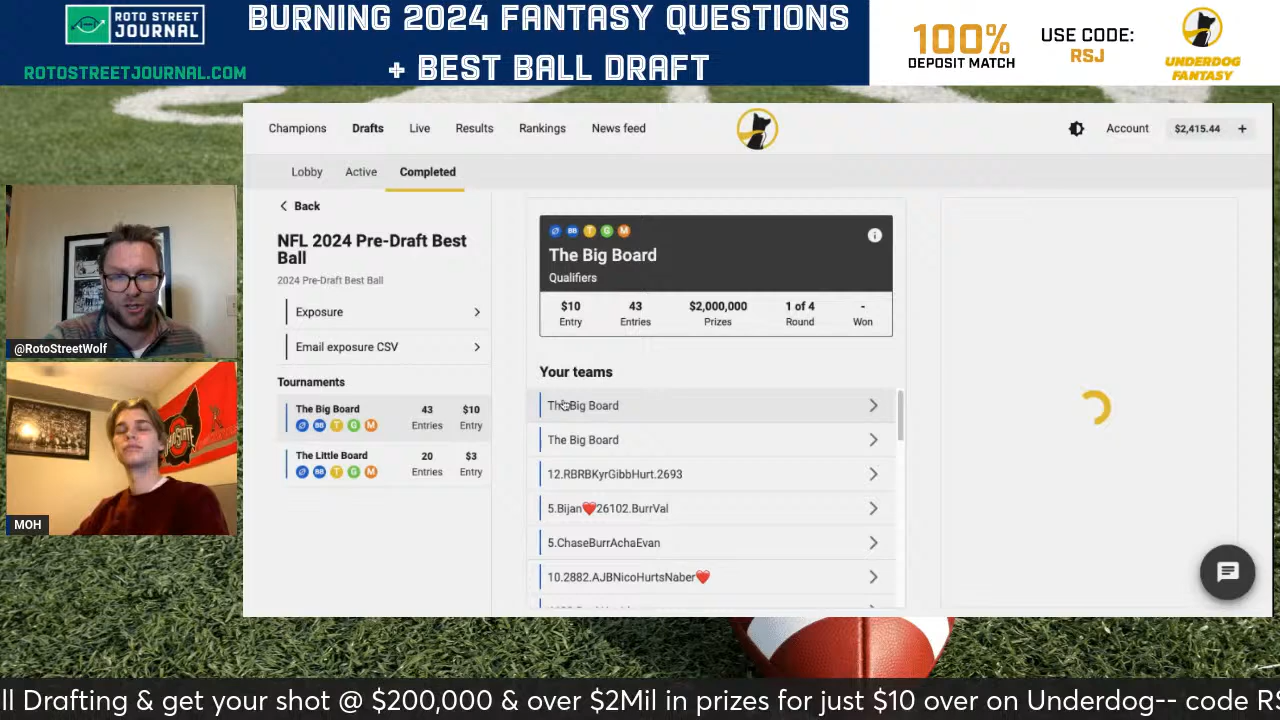 ROTO STREET
JOURNAL
ROTOSTREETJOURNAL.COM
BURNING 2024 FANTASY QUESTIONS
+ BEST BALL DRAFT
100%
DEPOSIT MATCH
USE CODE:
RSJ
UNDERDOG
FANTASY
Champions Drafts Live Results Rankings News feed Account $2,415.44 +
Lobby Active Completed
Back
NFL 2024 Pre-Draft Best
Ball
2024 Pre-Draft Best Ball
Exposure
Email exposure CSV
Tournaments
The Big Board 43 $10
BB T G M Entries Entry
The Little Board 20 $3
BB T G M Entries Entry
BB T G M
The Big Board
Qualifiers
$10 43 $2,000,000 1 of 4 -
Entry Entries Prizes Round Won
Your teams
The Big Board
The Big Board
12.RBRBKyrGibbHurt.2693
5.Bijan❤️26102.BurrVal
5.ChaseBurrAchaEvan
10.2882.AJBNicoHurtsNaber❤️
@RotoStreetWolf
MOH
ll Drafting & get your shot @ $200,000 & over $2Mil in prizes for just $10 over on Underdog-- code RS